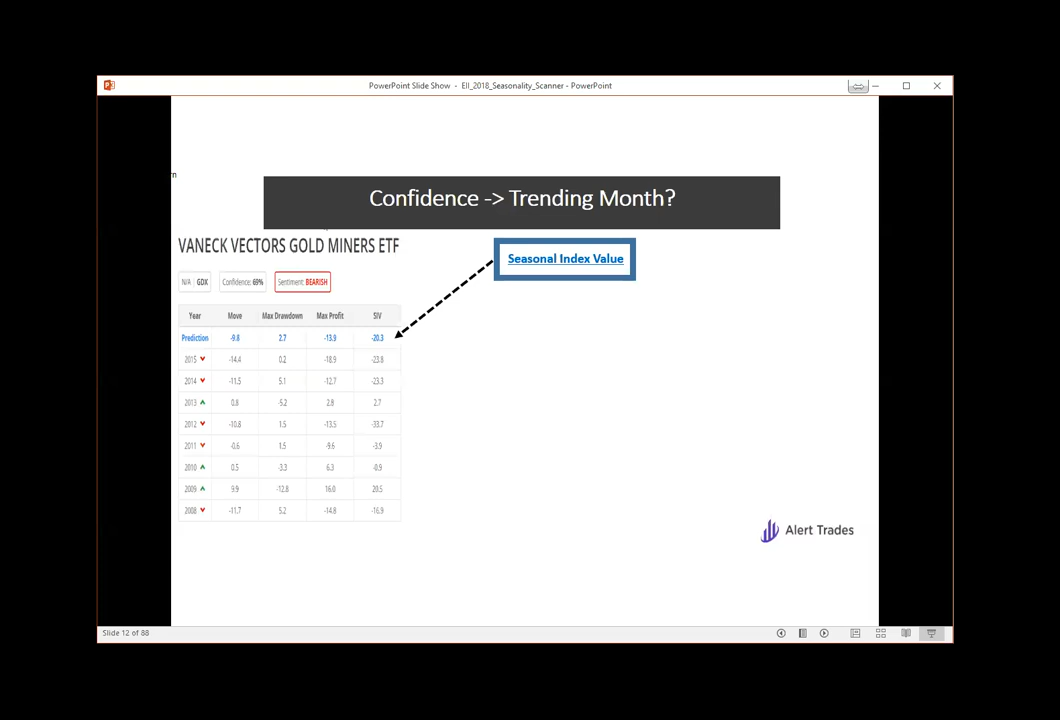 PowerPoint Slide Show - EII_2018_Seasonality_Scanner - PowerPoint
rn
Confidence -> Trending Month?
VANECK VECTORS GOLD MINERS ETF
Seasonal Index Value
N/A | GDX Confidence: 69% Sentiment: BEARISH
Year Move Max Drawdown Max Profit SIV
Prediction -9.8 2.7 -13.9 -20.3
2015 -14.4 0.2 -18.9 -23.8
2014 -11.5 5.1 -12.7 -23.3
2013 0.8 -5.2 2.8 2.7
2012 -10.8 1.5 -13.5 -33.7
2011 -0.6 1.5 -9.6 -3.9
2010 0.5 -3.3 6.3 -0.9
2009 9.9 -12.8 16.0 20.5
2008 -11.7 5.2 -14.8 -16.9
Alert Trades
Slide 12 of 88